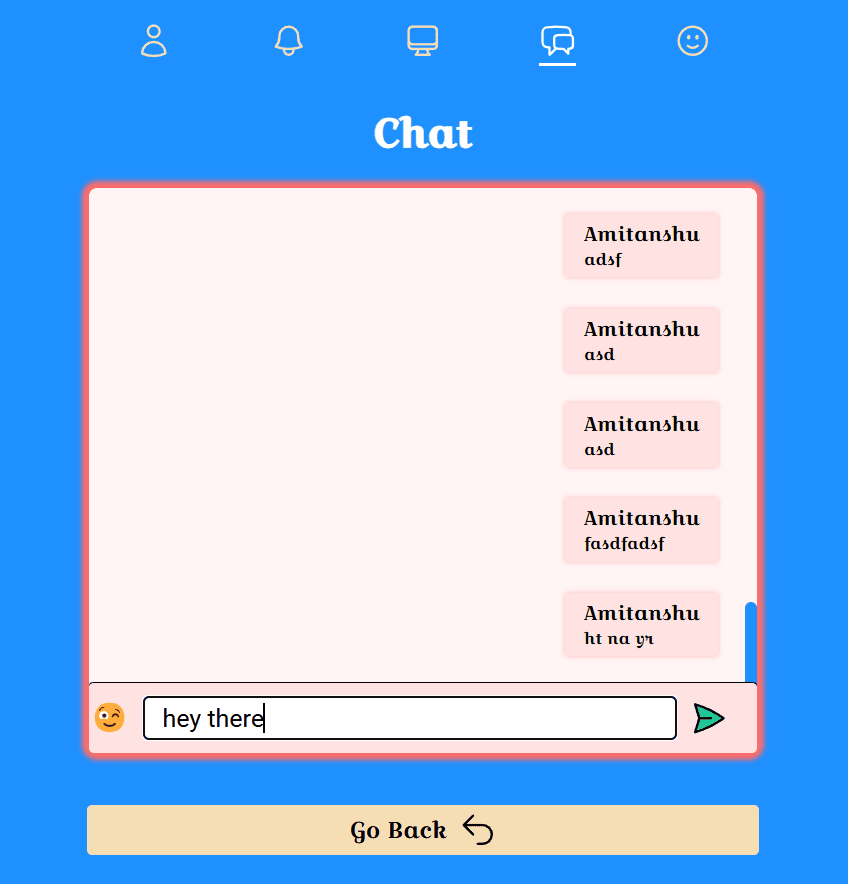 Chat
Amitanshu
adsf
Amitanshu
asd
Amitanshu
asd
Amitanshu
fasdfadsf
Amitanshu
ht na yr
hey there
Go Back